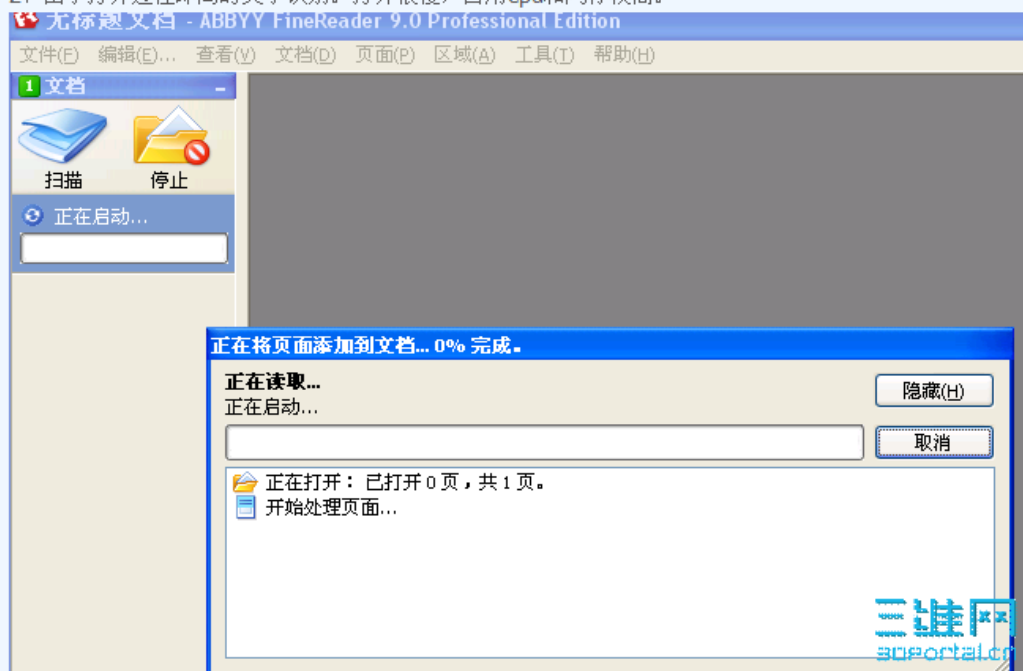 无标题文档 - ABBYY FineReader 9.0 Professional Edition
文件(F) 编辑(E)... 查看(V) 文档(D) 页面(P) 区域(A) 工具(T) 帮助(H)
1 文档
扫描 停止
正在启动...
正在将页面添加到文档... 0% 完成。
正在读取...
隐藏(H)
正在启动...
取消
正在打开：已打开 0 页，共 1 页。
开始处理页面...
三维网